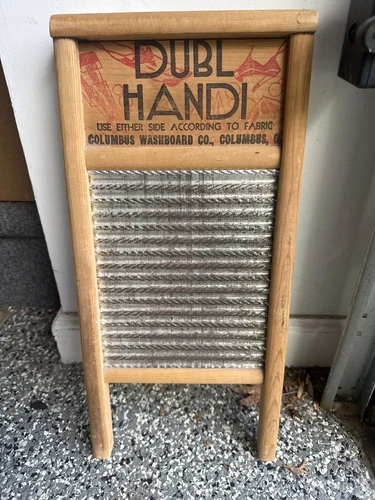 DUBL
HANDI
USE EITHER SIDE ACCORDING TO FABRIC
COLUMBUS WASHBOARD CO., COLUMBUS, O